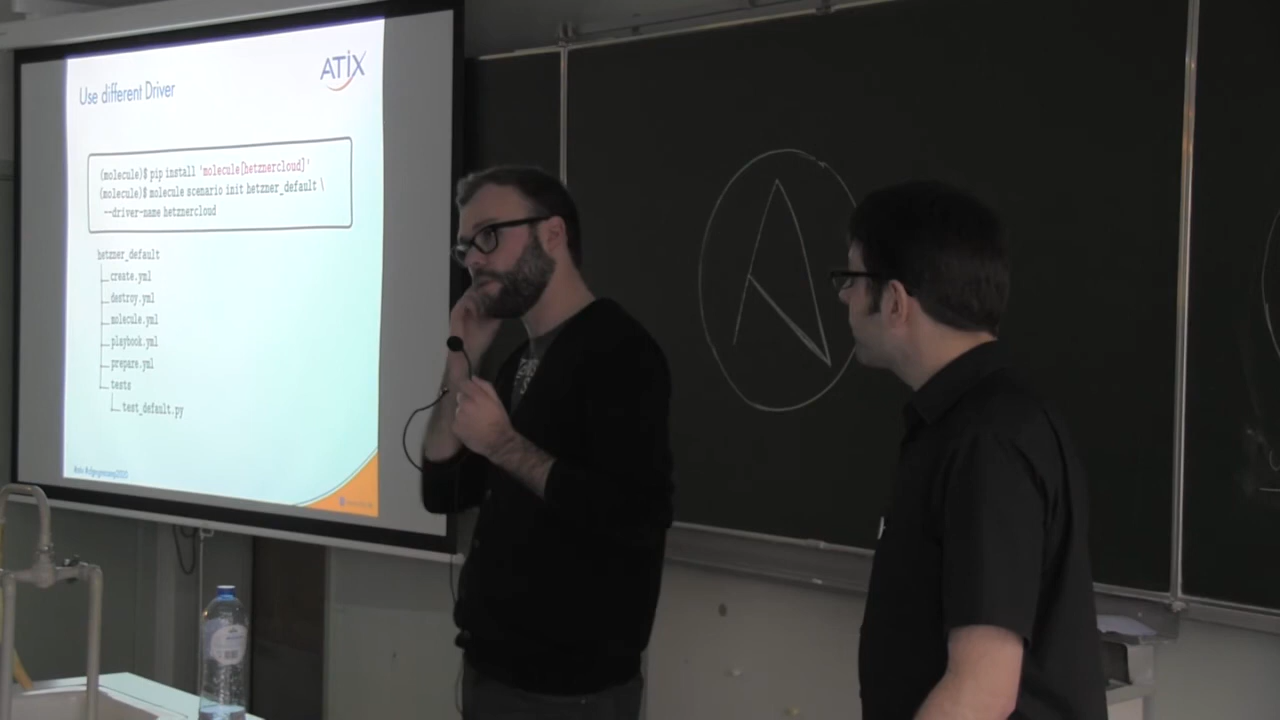 ATIX
Use different Driver
(molecule)$ pip install 'molecule[hetznercloud]'
(molecule)$ molecule scenario init hetzner_default \
--driver-name hetznercloud
hetzner_default
create.yml
destroy.yml
molecule.yml
playbook.yml
prepare.yml
tests
test_default.py